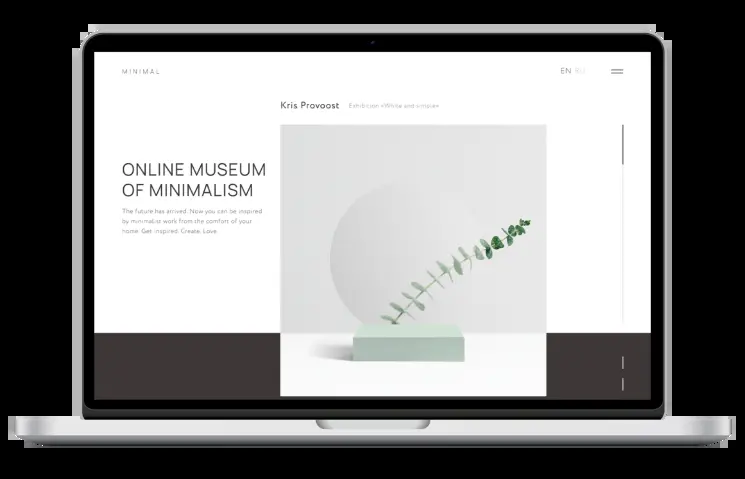 MINIMAL
EN RU
Kris Provoost Exhibition «White and simple»
ONLINE MUSEUM
OF MINIMALISM
The future has arrived. Now you can be inspired
by minimalist work from the comfort of your
home. Get inspired. Create. Love.